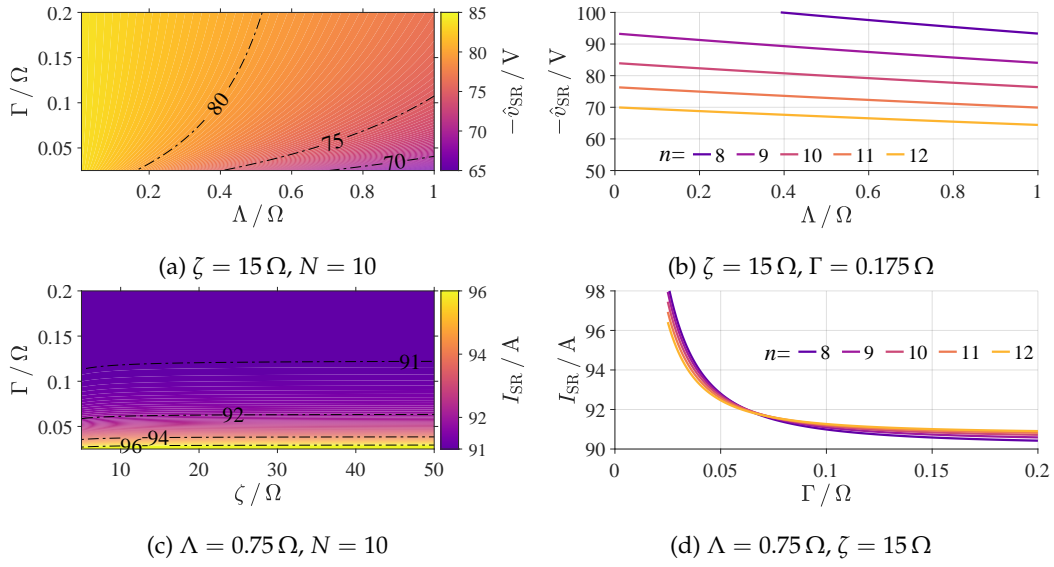 0.2
0.15
0.1
0.05
Γ / Ω
0.2 0.4 0.6 0.8 1
Λ / Ω
80
75
70
85
80
75
70
65
−v̂SR / V
(a) ζ = 15 Ω, N = 10
100
90
80
70
60
50
−v̂SR / V
n= 8 9 10 11 12
0 0.2 0.4 0.6 0.8 1
Λ / Ω
(b) ζ = 15 Ω, Γ = 0.175 Ω
0.2
0.15
0.1
0.05
Γ / Ω
91
92
94
96
10 20 30 40 50
ζ / Ω
96
94
92
91
ISR / A
(c) Λ = 0.75 Ω, N = 10
98
96
94
92
90
ISR / A
n= 8 9 10 11 12
0 0.05 0.1 0.15 0.2
Γ / Ω
(d) Λ = 0.75 Ω, ζ = 15 Ω